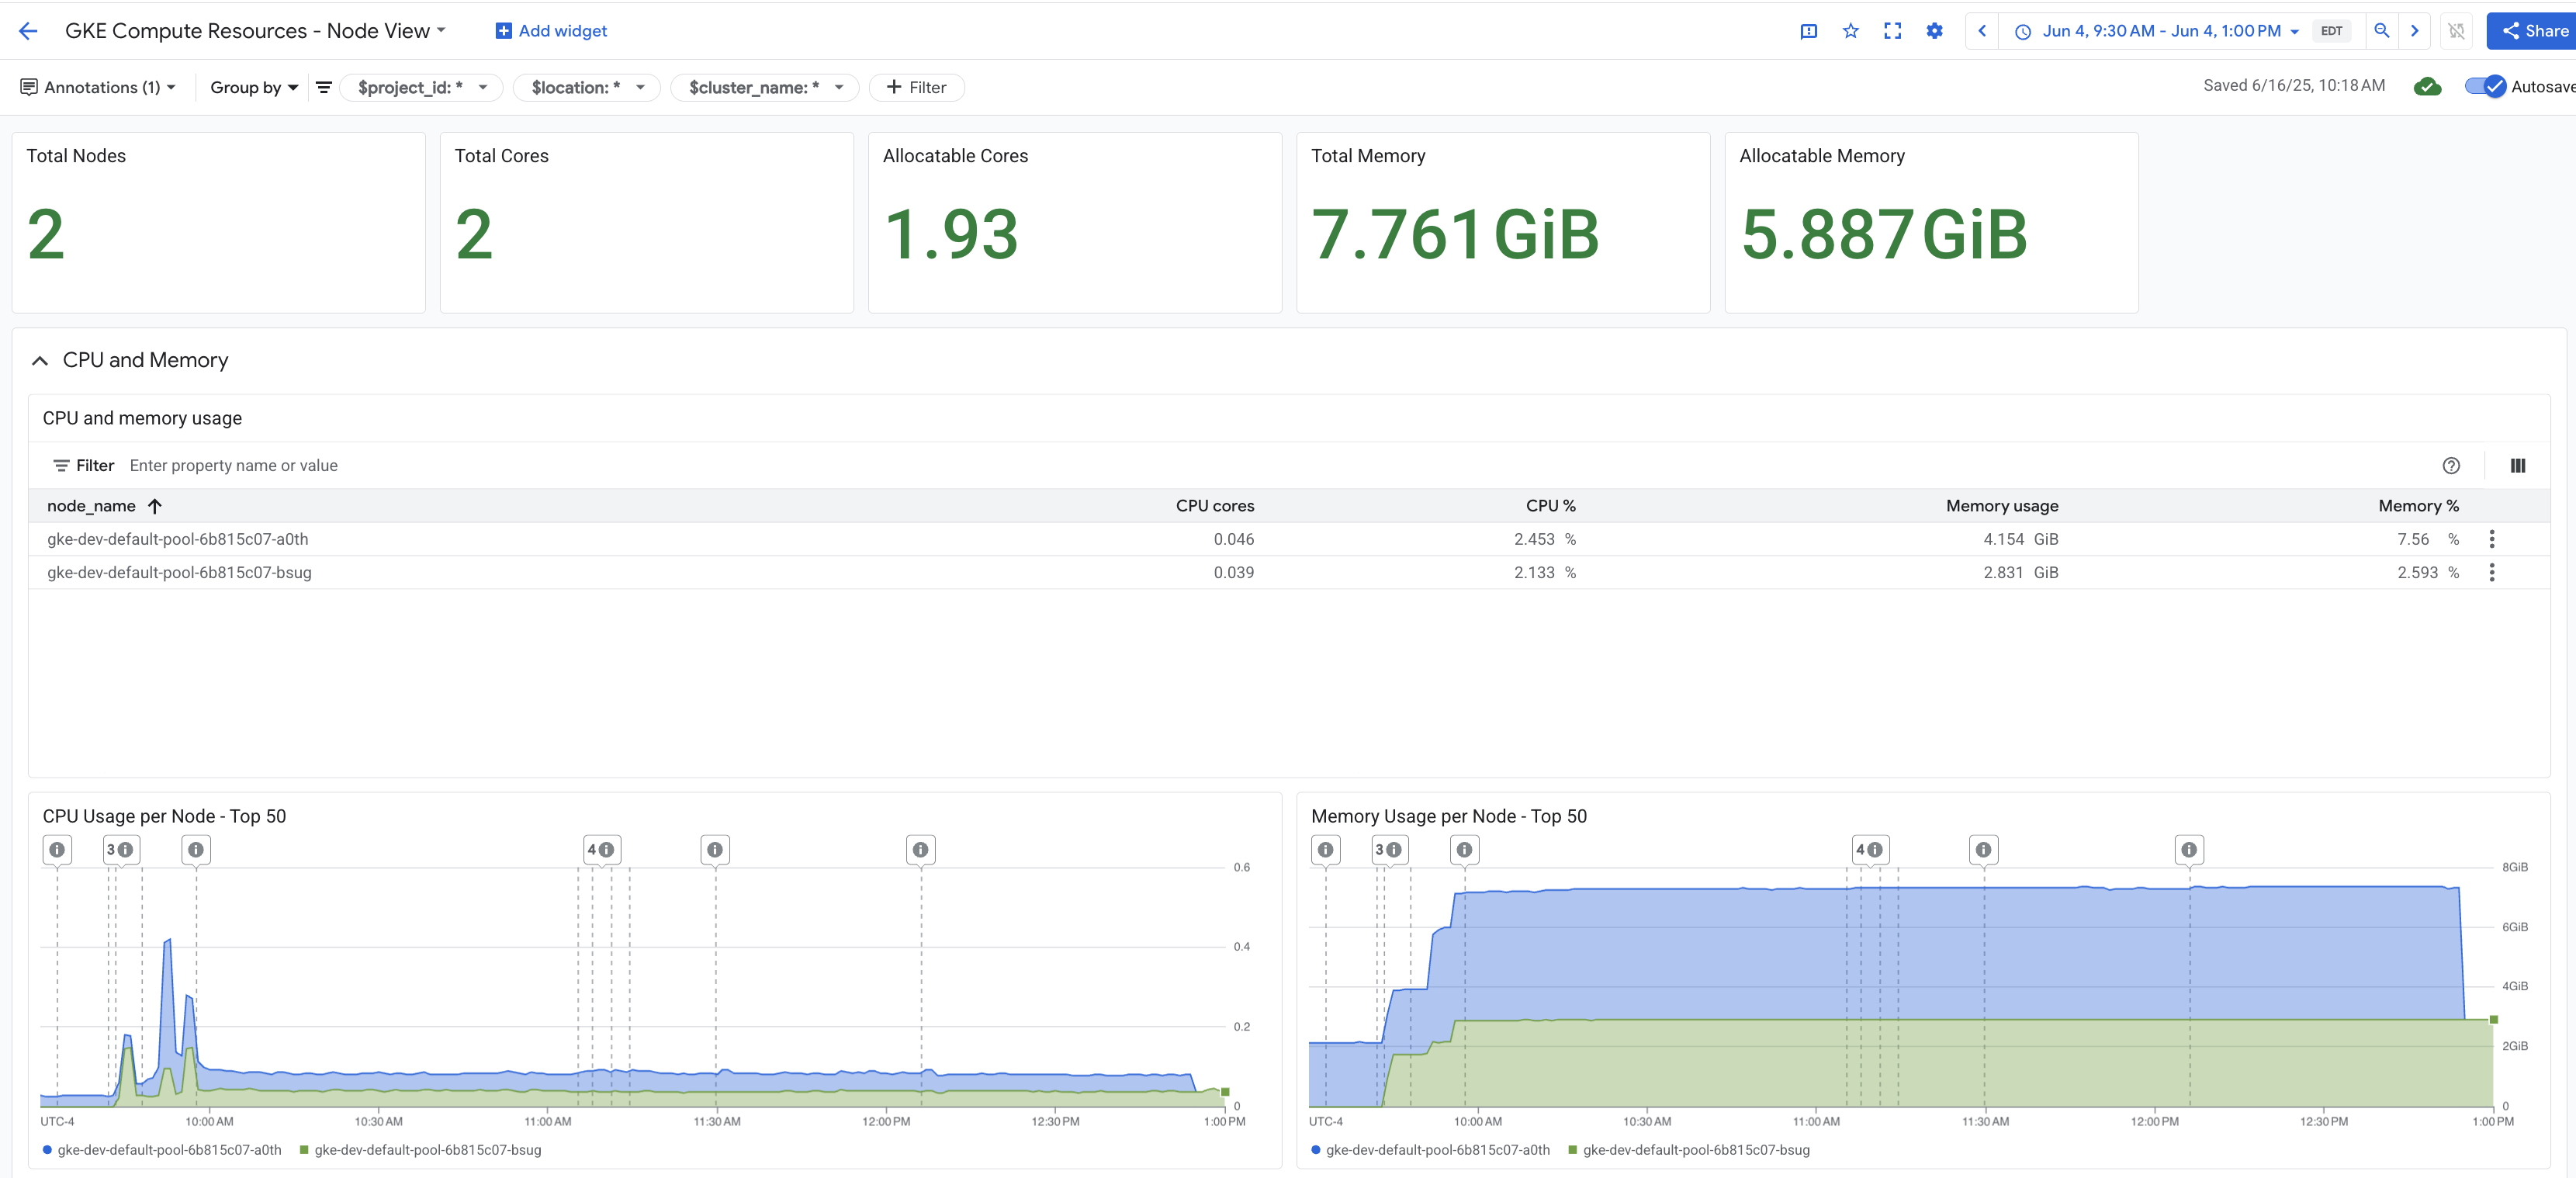 GKE Compute Resources - Node View
Add widget
Jun 4, 9:30 AM - Jun 4, 1:00 PM
EDT
Share
Annotations (1)
Group by
$project_id: *
$location: *
$cluster_name: *
Filter
Saved 6/16/25, 10:18 AM
Autosave
Total Nodes
2
Total Cores
2
Allocatable Cores
1.93
Total Memory
7.761 GiB
Allocatable Memory
5.887 GiB
CPU and Memory
CPU and memory usage
Filter Enter property name or value
node_name CPU cores CPU % Memory usage Memory %
gke-dev-default-pool-6b815c07-a0th 0.046 2.453 % 4.154 GiB 7.56 %
gke-dev-default-pool-6b815c07-bsug 0.039 2.133 % 2.831 GiB 2.593 %
CPU Usage per Node - Top 50
3
4
0.6
0.4
0.2
0
UTC-4 10:00 AM 10:30 AM 11:00 AM 11:30 AM 12:00 PM 12:30 PM 1:00 PM
gke-dev-default-pool-6b815c07-a0th gke-dev-default-pool-6b815c07-bsug
Memory Usage per Node - Top 50
3
4
8GiB
6GiB
4GiB
2GiB
0
UTC-4 10:00 AM 10:30 AM 11:00 AM 11:30 AM 12:00 PM 12:30 PM 1:00 PM
gke-dev-default-pool-6b815c07-a0th gke-dev-default-pool-6b815c07-bsug